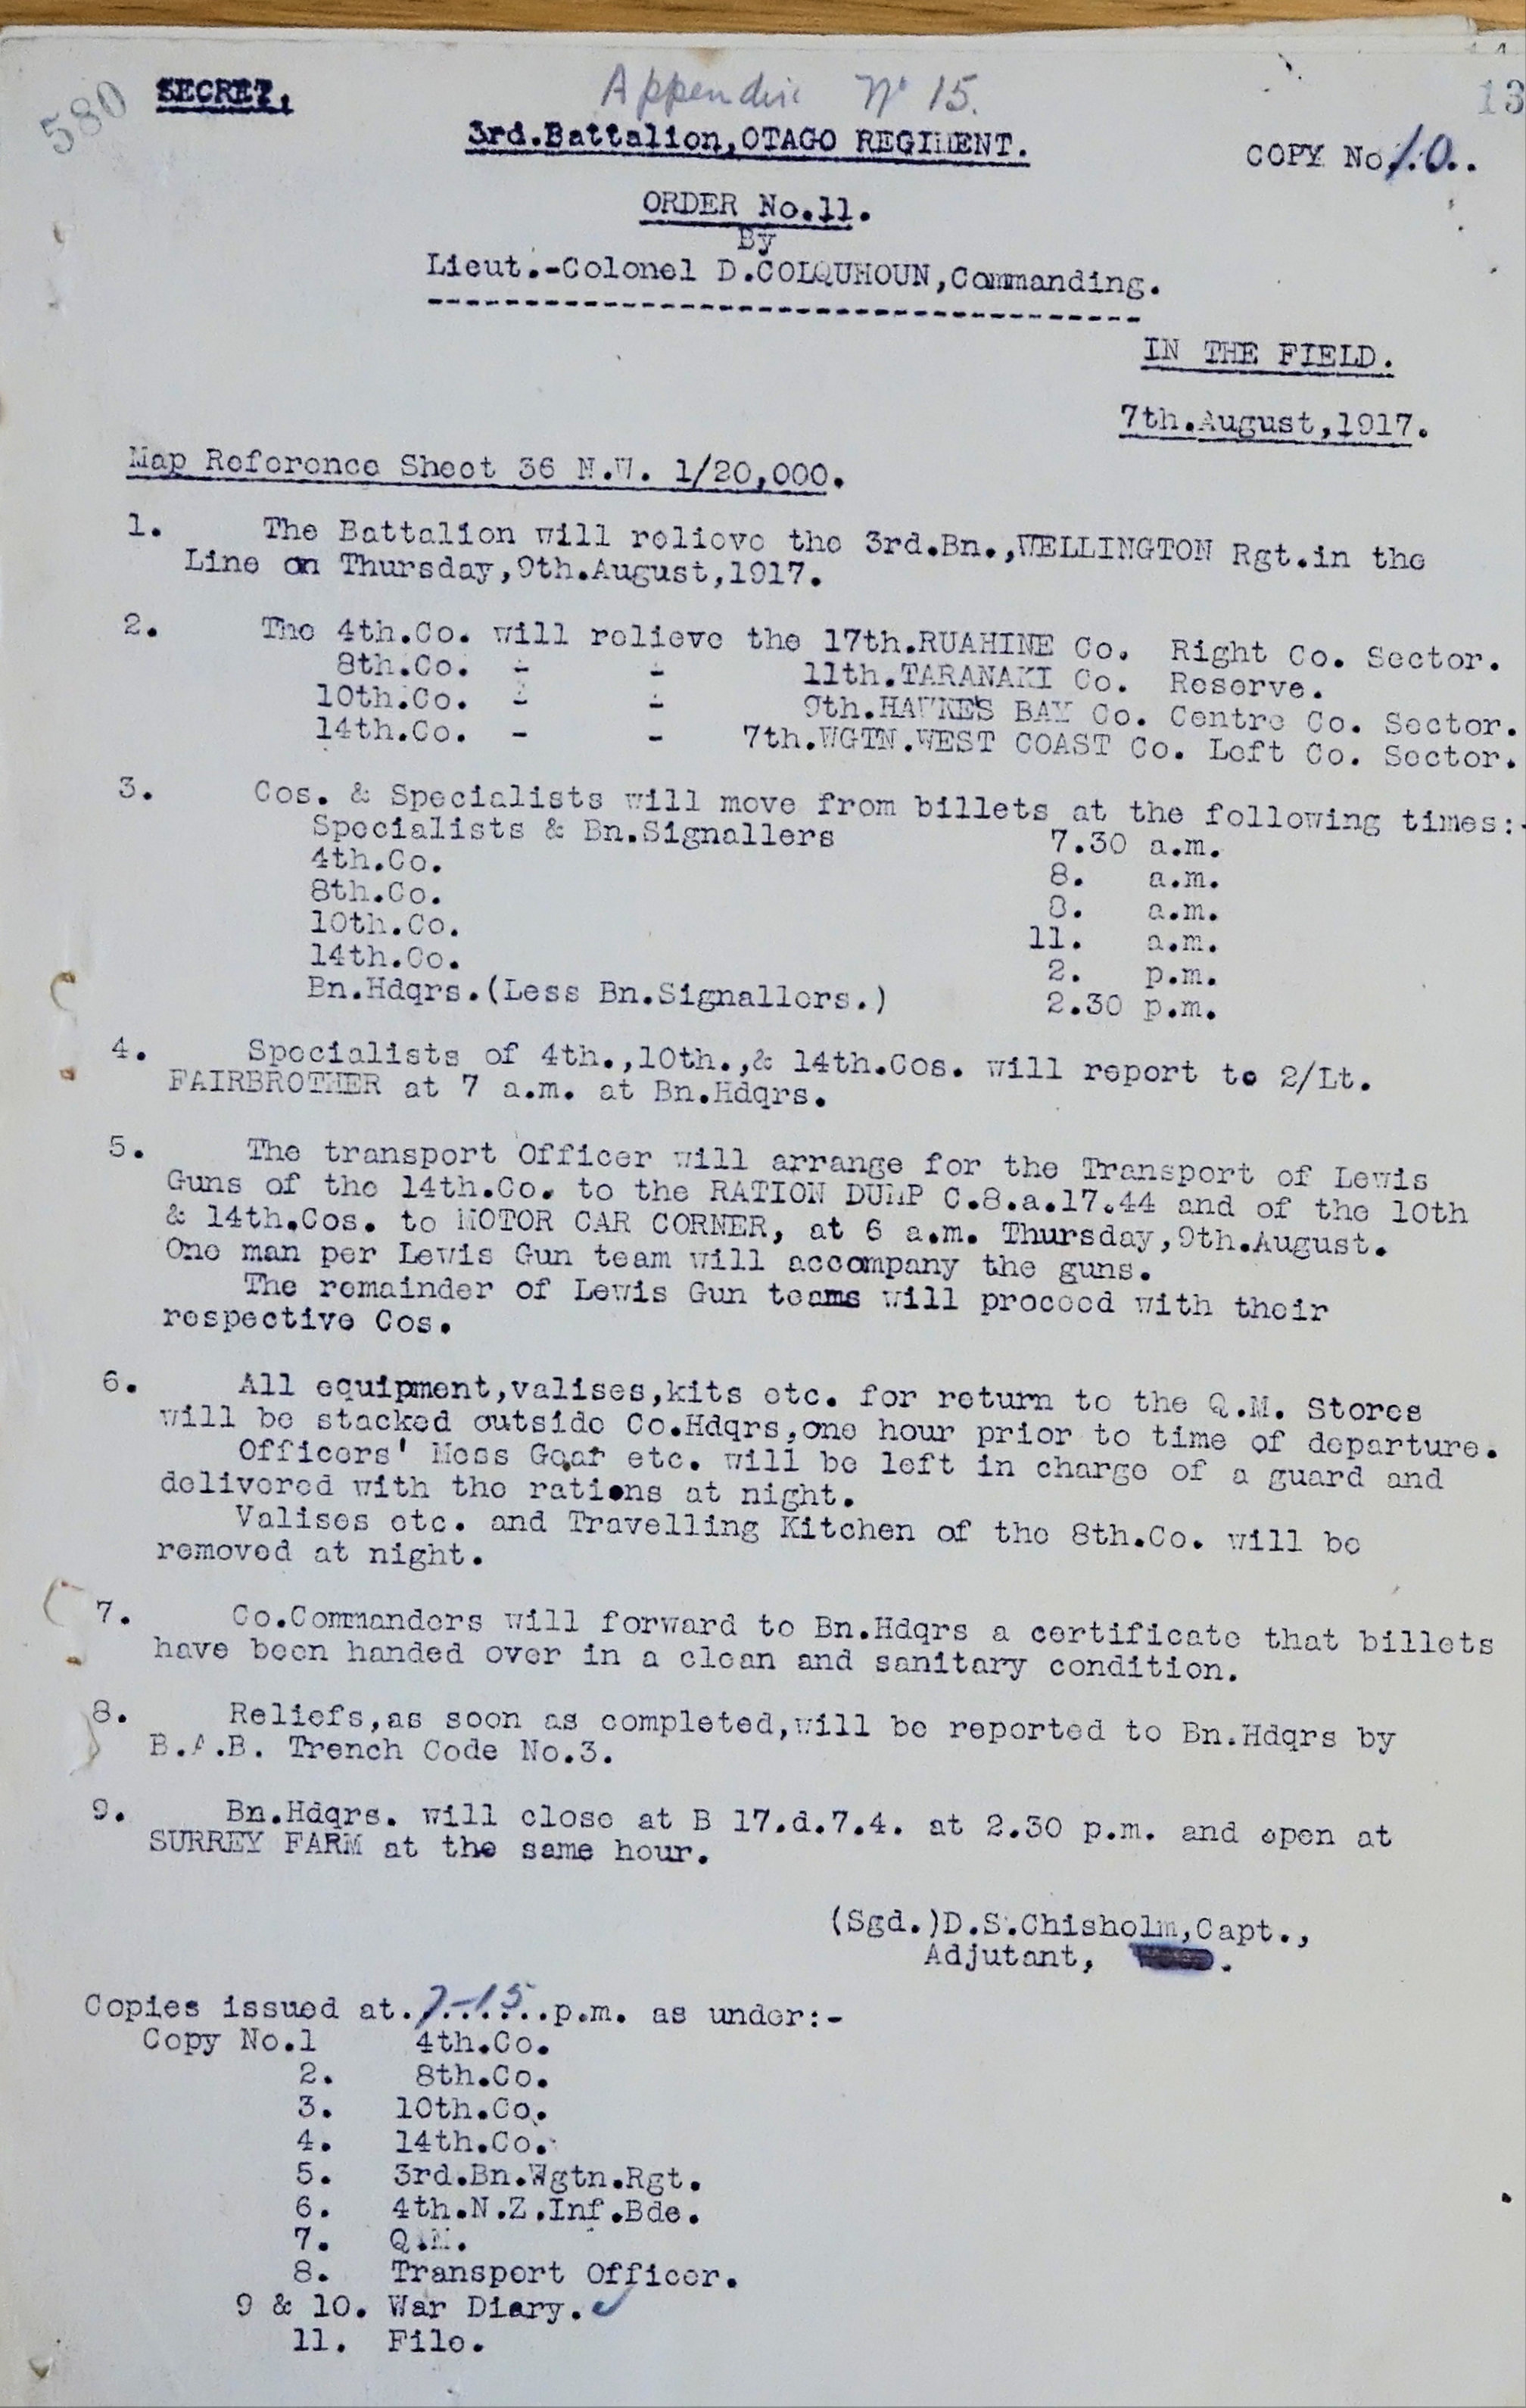 580
SECRET.
Appendix No 15.
13
3rd.Battalion,OTAGO REGIMENT.
COPY No.10..
ORDER No.11.
By
Lieut.-Colonel D.COLQUHOUN,Commanding.
IN THE FIELD.
7th.August,1917.
Map Reference Sheet 36 N.W. 1/20,000.
1. The Battalion will relieve the 3rd.Bn.,WELLINGTON Rgt.in the
Line on Thursday,9th.August,1917.
2. The 4th.Co. will relieve the 17th.RUAHINE Co. Right Co. Sector.
8th.Co. - - 11th.TARANAKI Co. Reserve.
10th.Co. - - 9th.HAWKE'S BAY Co. Centre Co. Sector.
14th.Co. - - 7th.WGTN.WEST COAST Co. Left Co. Sector.
3. Cos. & Specialists will move from billets at the following times:-
Specialists & Bn.Signallers 7.30 a.m.
4th.Co. 8. a.m.
8th.Co. 8. a.m.
10th.Co. 11. a.m.
14th.Co. 2. p.m.
Bn.Hdqrs.(Less Bn.Signallers.) 2.30 p.m.
4. Specialists of 4th.,10th.,& 14th.Cos. will report to 2/Lt.
FAIRBROTHER at 7 a.m. at Bn.Hdqrs.
5. The transport Officer will arrange for the Transport of Lewis
Guns of the 14th.Co. to the RATION DUMP C.8.a.17.44 and of the 10th
& 14th.Cos. to MOTOR CAR CORNER, at 6 a.m. Thursday,9th.August.
One man per Lewis Gun team will accompany the guns.
The remainder of Lewis Gun teams will proceed with their
respective Cos.
6. All equipment,valises,kits etc. for return to the Q.M. Stores
will be stacked outside Co.Hdqrs,one hour prior to time of departure.
Officers' Mess Gear etc. will be left in charge of a guard and
delivered with the rations at night.
Valises etc. and Travelling Kitchen of the 8th.Co. will be
removed at night.
7. Co.Commanders will forward to Bn.Hdqrs a certificate that billets
have been handed over in a clean and sanitary condition.
8. Reliefs,as soon as completed,will be reported to Bn.Hdqrs by
B.A.B. Trench Code No.3.
9. Bn.Hdqrs. will close at B 17.d.7.4. at 2.30 p.m. and open at
SURREY FARM at the same hour.
(Sgd.)D.S.Chisholm,Capt.,
Adjutant, .
Copies issued at.7-15..p.m. as under:-
Copy No.1 4th.Co.
2. 8th.Co.
3. 10th.Co.
4. 14th.Co.
5. 3rd.Bn.Wgtn.Rgt.
6. 4th.N.Z.Inf.Bde.
7. Q.M.
8. Transport Officer.
9 & 10. War Diary.
11. File.